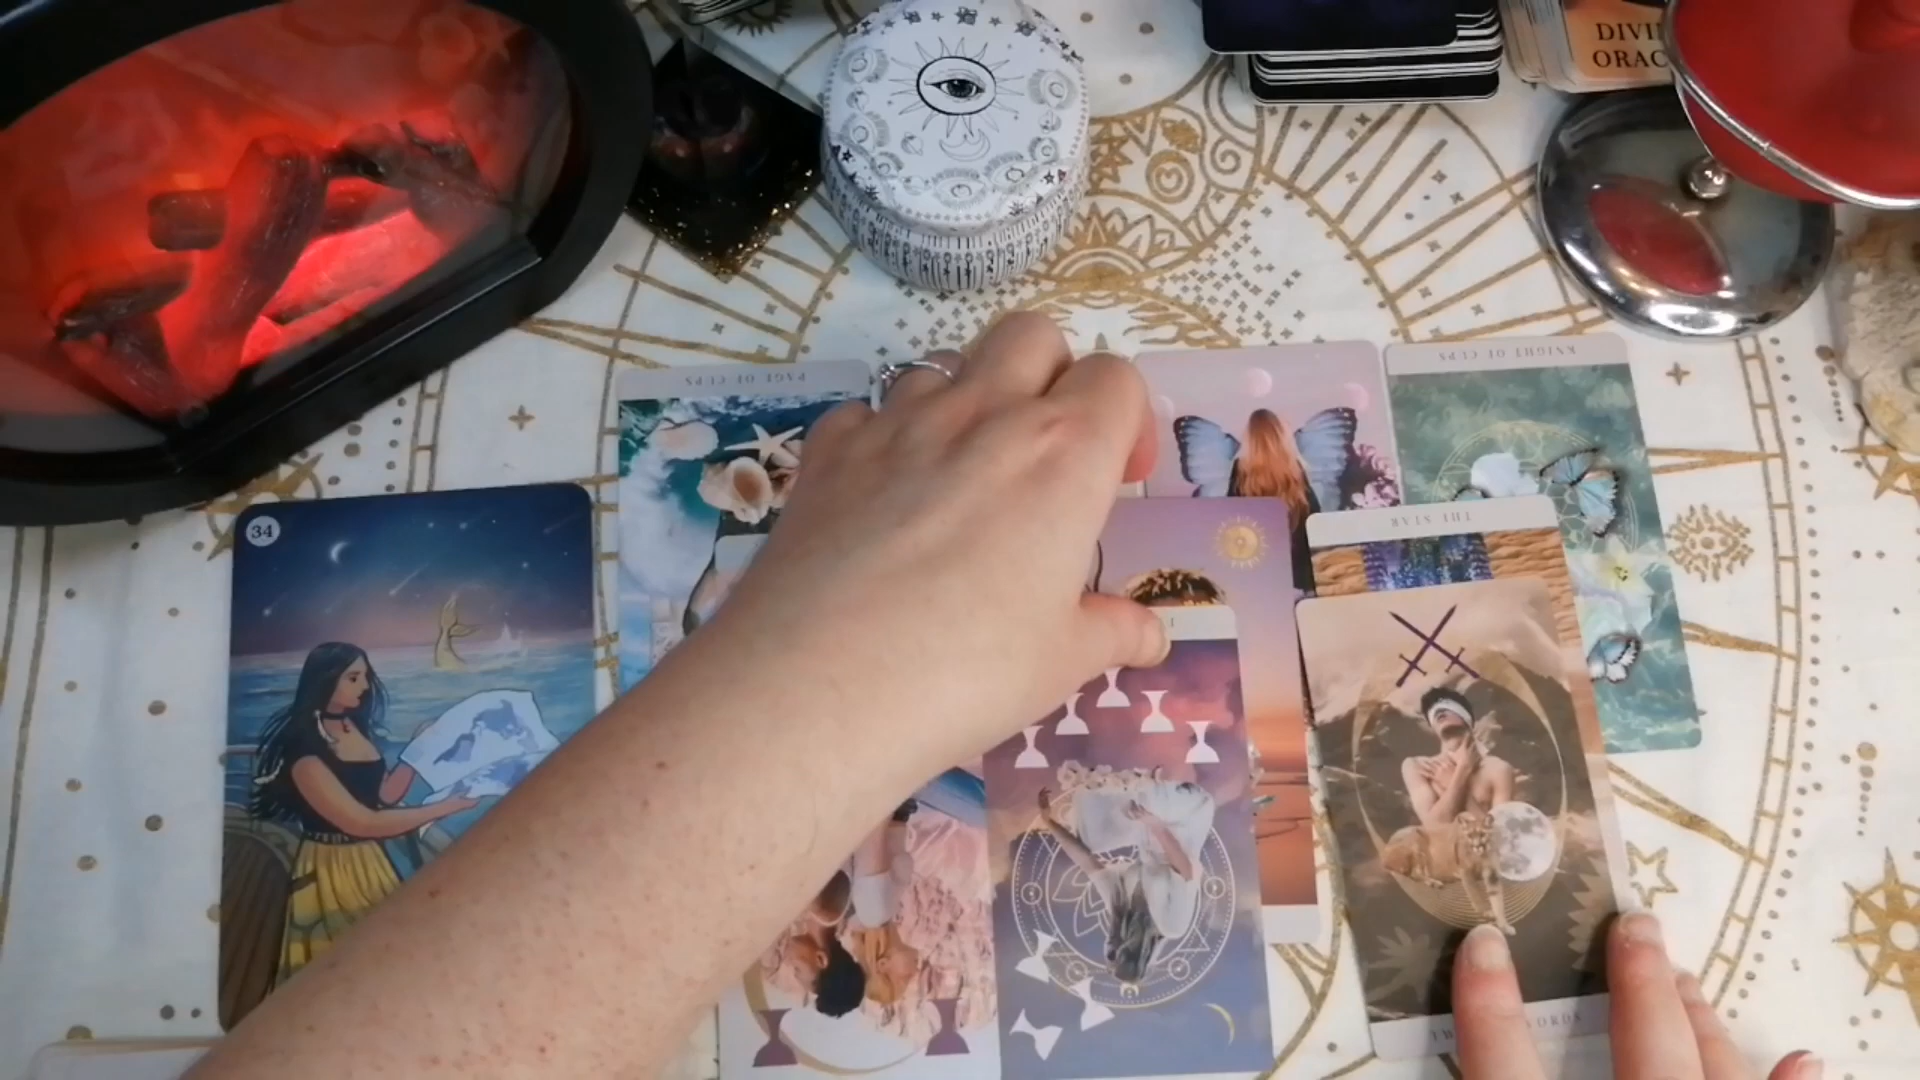 DIVI
ORAC
PAGE OF CUPS
KNIGHT OF CUPS
34
THE STAR